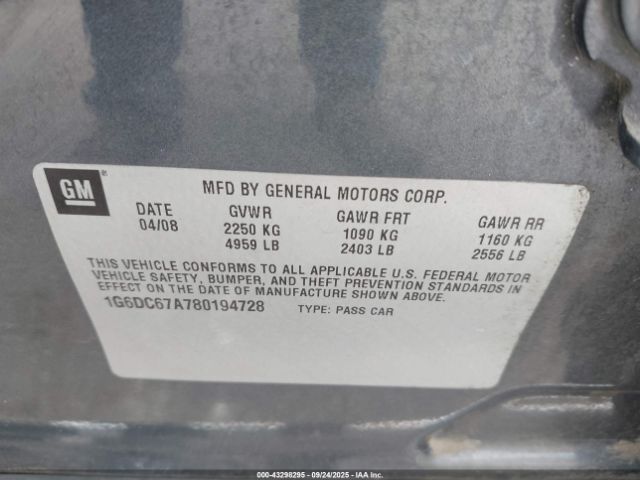 GM ®
MFD BY GENERAL MOTORS CORP.
DATE GVWR GAWR FRT GAWR RR
04/08 2250 KG 1090 KG 1160 KG
4959 LB 2403 LB 2556 LB
THIS VEHICLE CONFORMS TO ALL APPLICABLE U.S. FEDERAL MOTOR
VEHICLE SAFETY, BUMPER, AND THEFT PREVENTION STANDARDS
IN EFFECT ON THE DATE OF MANUFACTURE SHOWN ABOVE.
1G6DC67A780194728 TYPE: PASS CAR
000-43298295 - 09/24/2025 - IAA Inc.